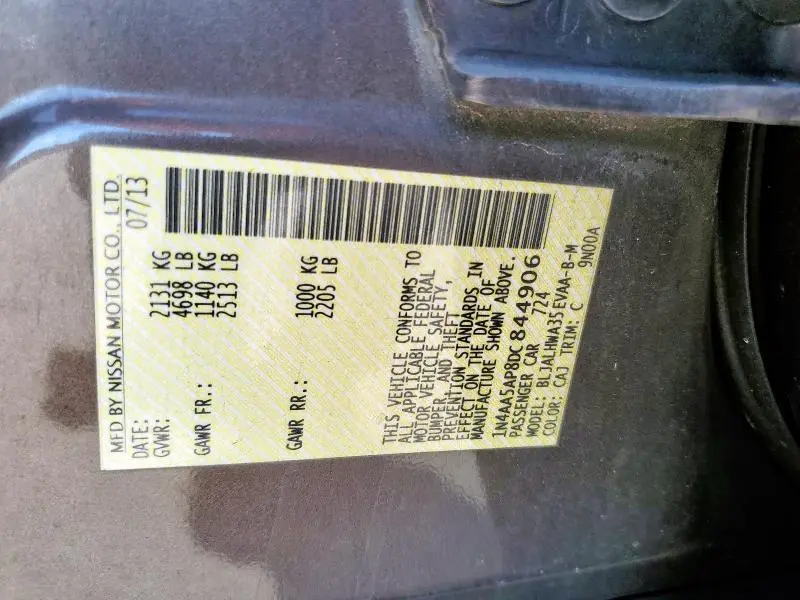 MFD BY NISSAN MOTOR CO., LTD.
DATE: 07/13
GVWR: 2131 KG
4698 LB
GAWR FR.: 1140 KG
2513 LB
GAWR RR.: 1000 KG
2205 LB
THIS VEHICLE CONFORMS TO
ALL APPLICABLE FEDERAL
MOTOR VEHICLE SAFETY,
BUMPER, AND THEFT
PREVENTION STANDARDS IN
EFFECT ON THE DATE OF
MANUFACTURE SHOWN ABOVE.
1N4AA5AP8DC844906
PASSENGER CAR 724
MODEL: BLJALHWA35EVAA-B-M
COLOR: CAJ TRIM: C 9N00A